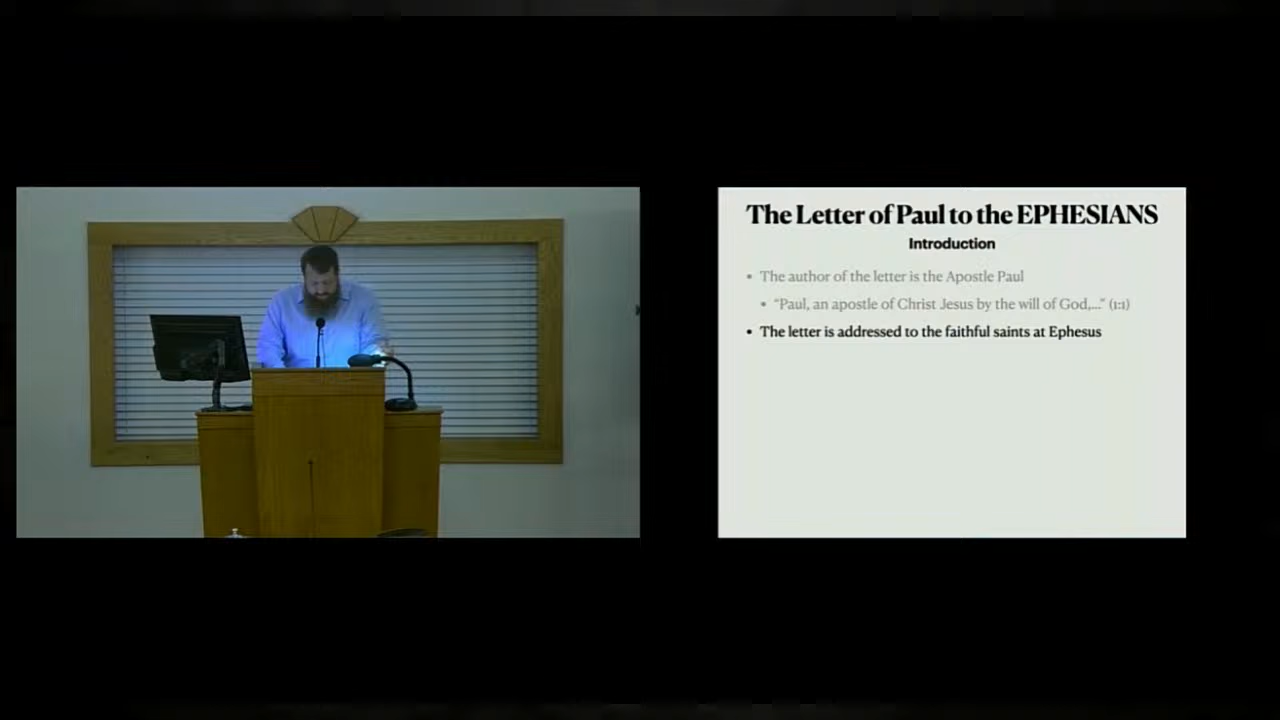 The Letter of Paul to the EPHESIANS
Introduction
• The author of the letter is the Apostle Paul
• “Paul, an apostle of Christ Jesus by the will of God,...” (1:1)
• The letter is addressed to the faithful saints at Ephesus